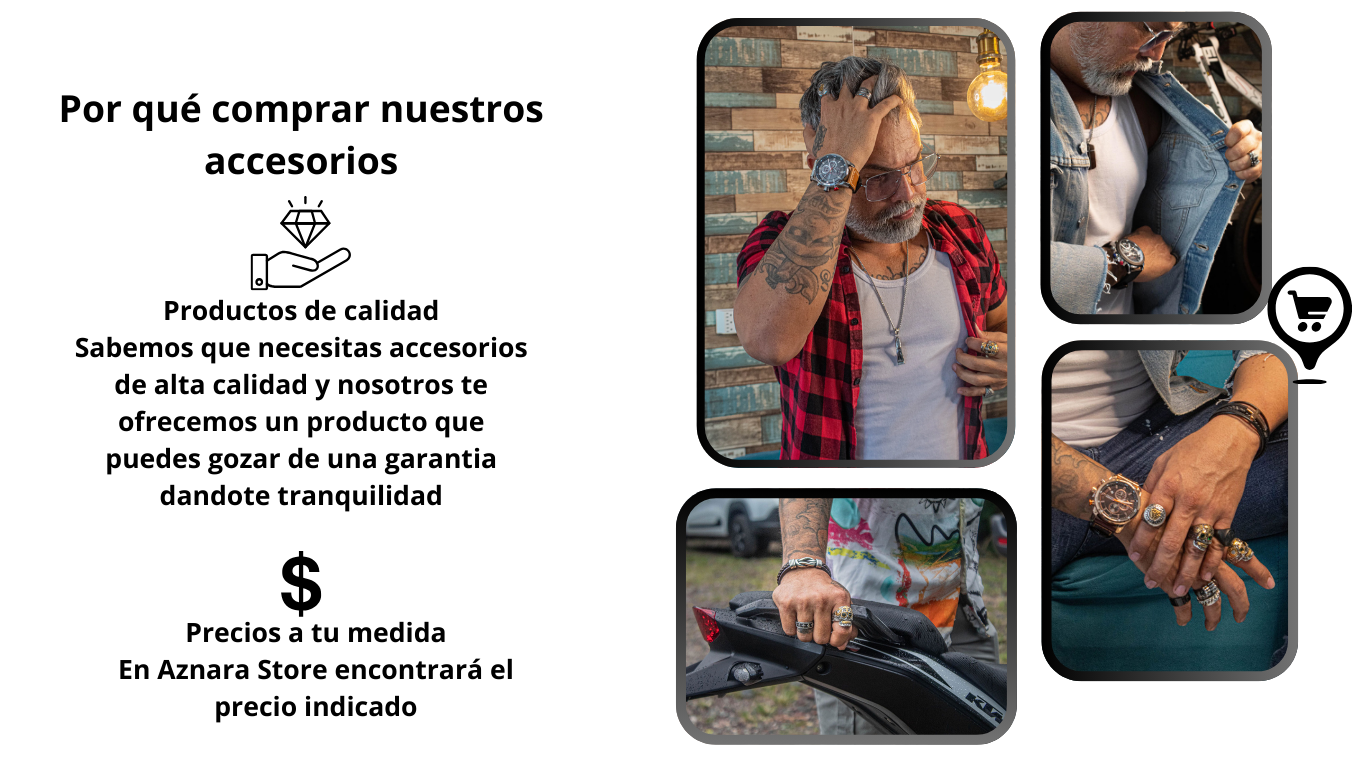 Por qué comprar nuestros
accesorios
Productos de calidad
Sabemos que necesitas accesorios
de alta calidad y nosotros te
ofrecemos un producto que
puedes gozar de una garantia
dandote tranquilidad
$
Precios a tu medida
En Aznara Store encontrará el
precio indicado
KTM